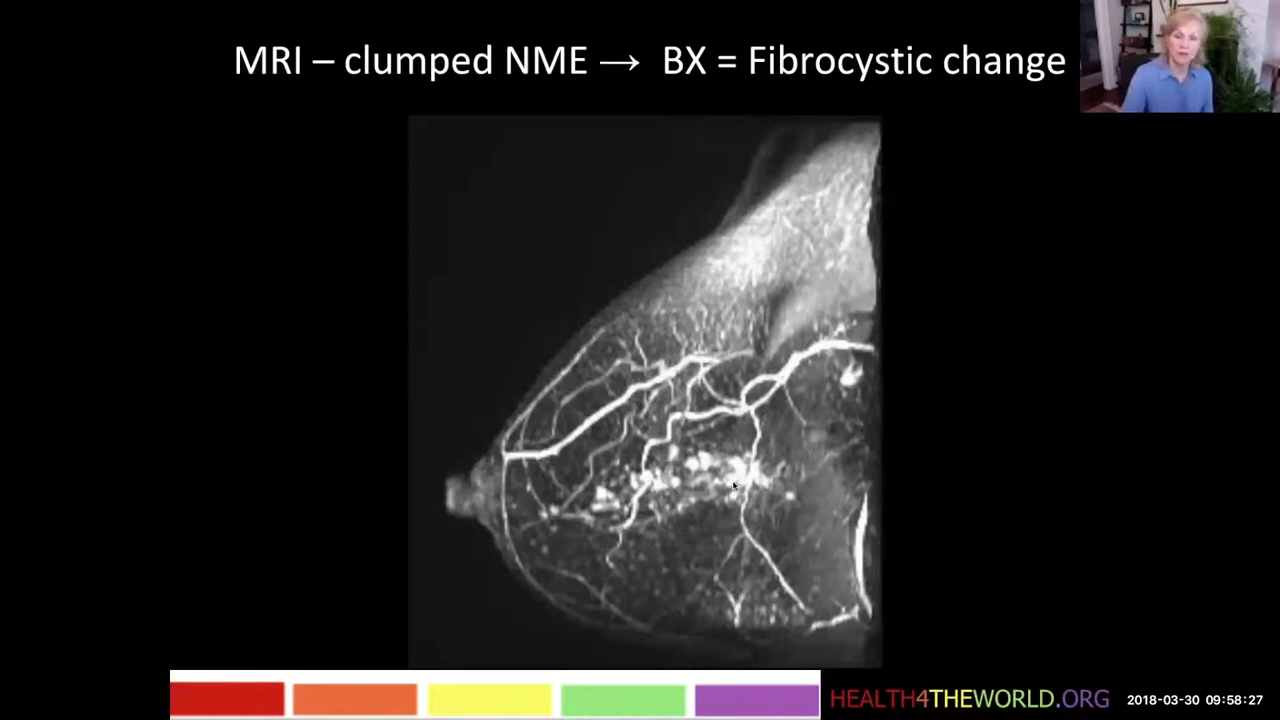 MRI – clumped NME → BX = Fibrocystic change
HEALTH4THEWORLD.ORG
2018-03-30 09:58:27